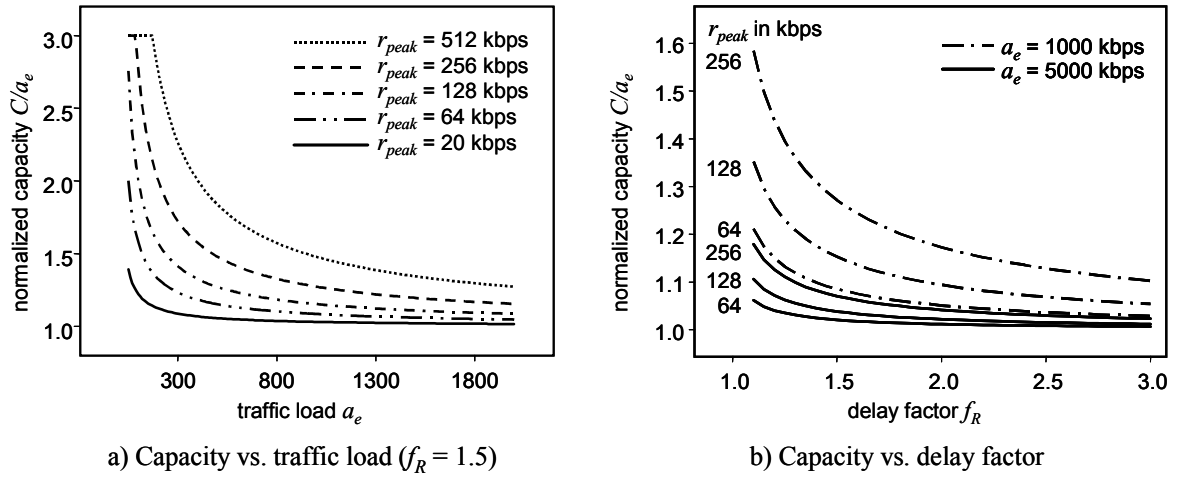 3.0
2.5
2.0
1.5
1.0
normalized capacity C/a_e
300
800
1300
1800
traffic load a_e
r_peak = 512 kbps
r_peak = 256 kbps
r_peak = 128 kbps
r_peak = 64 kbps
r_peak = 20 kbps
a) Capacity vs. traffic load (f_R = 1.5)
1.6
1.5
1.4
1.3
1.2
1.1
1.0
normalized capacity C/a_e
r_peak in kbps
256
128
64
256
128
64
a_e = 1000 kbps
a_e = 5000 kbps
1.0
1.5
2.0
2.5
3.0
delay factor f_R
b) Capacity vs. delay factor